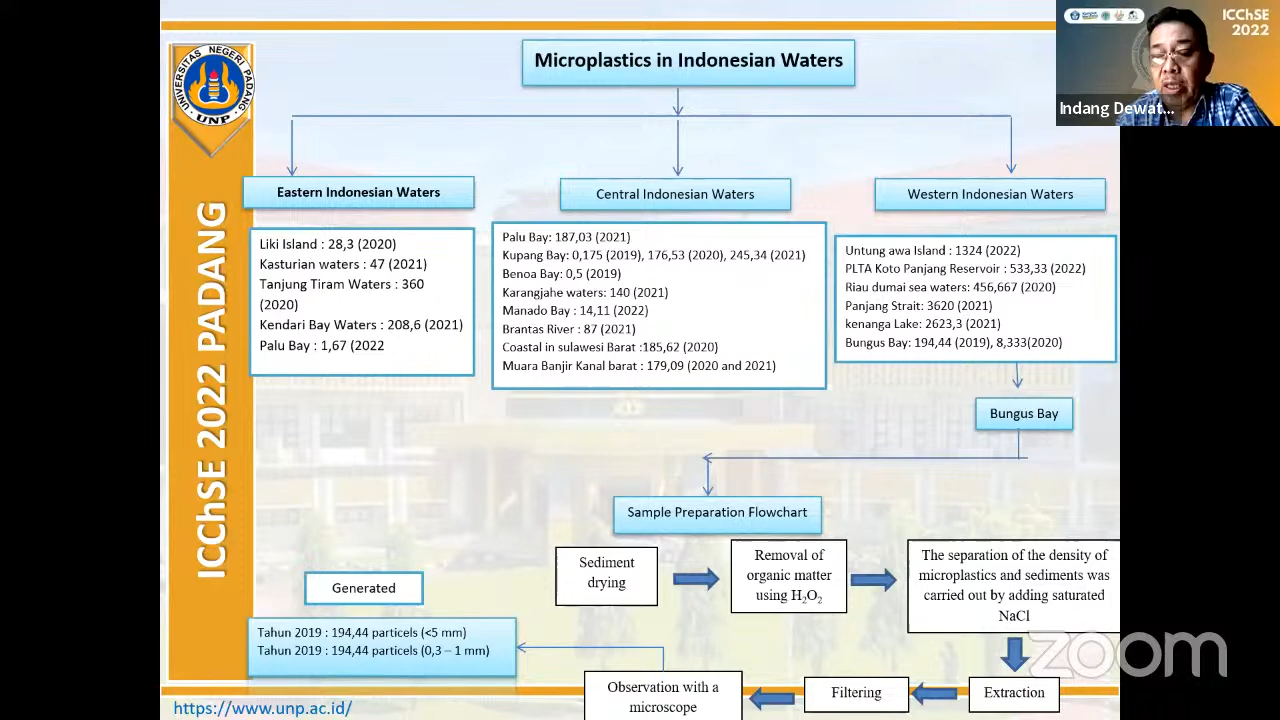 ICChSE
2022
Indang Dewat...
UNIVERSITAS NEGERI PADANG
UNP
ICChSE 2022 PADANG
Microplastics in Indonesian Waters
Eastern Indonesian Waters
Liki Island : 28,3 (2020)
Kasturian waters : 47 (2021)
Tanjung Tiram Waters : 360
(2020)
Kendari Bay Waters : 208,6 (2021)
Palu Bay : 1,67 (2022
Central Indonesian Waters
Palu Bay: 187,03 (2021)
Kupang Bay: 0,175 (2019), 176,53 (2020), 245,34 (2021)
Benoa Bay: 0,5 (2019)
Karangjahe waters: 140 (2021)
Manado Bay : 14,11 (2022)
Brantas River : 87 (2021)
Coastal in sulawesi Barat :185,62 (2020)
Muara Banjir Kanal barat : 179,09 (2020 and 2021)
Western Indonesian Waters
Untung awa Island : 1324 (2022)
PLTA Koto Panjang Reservoir : 533,33 (2022)
Riau dumai sea waters: 456,667 (2020)
Panjang Strait: 3620 (2021)
kenanga Lake: 2623,3 (2021)
Bungus Bay: 194,44 (2019), 8,333(2020)
Bungus Bay
Sample Preparation Flowchart
Sediment
drying
Removal of
organic matter
using H₂O₂
The separation of the density of
microplastics and sediments was
carried out by adding saturated
NaCl
Extraction
Filtering
Observation with a
microscope
Generated
Tahun 2019 : 194,44 particels (<5 mm)
Tahun 2019 : 194,44 particels (0,3 – 1 mm)
https://www.unp.ac.id/
zoom